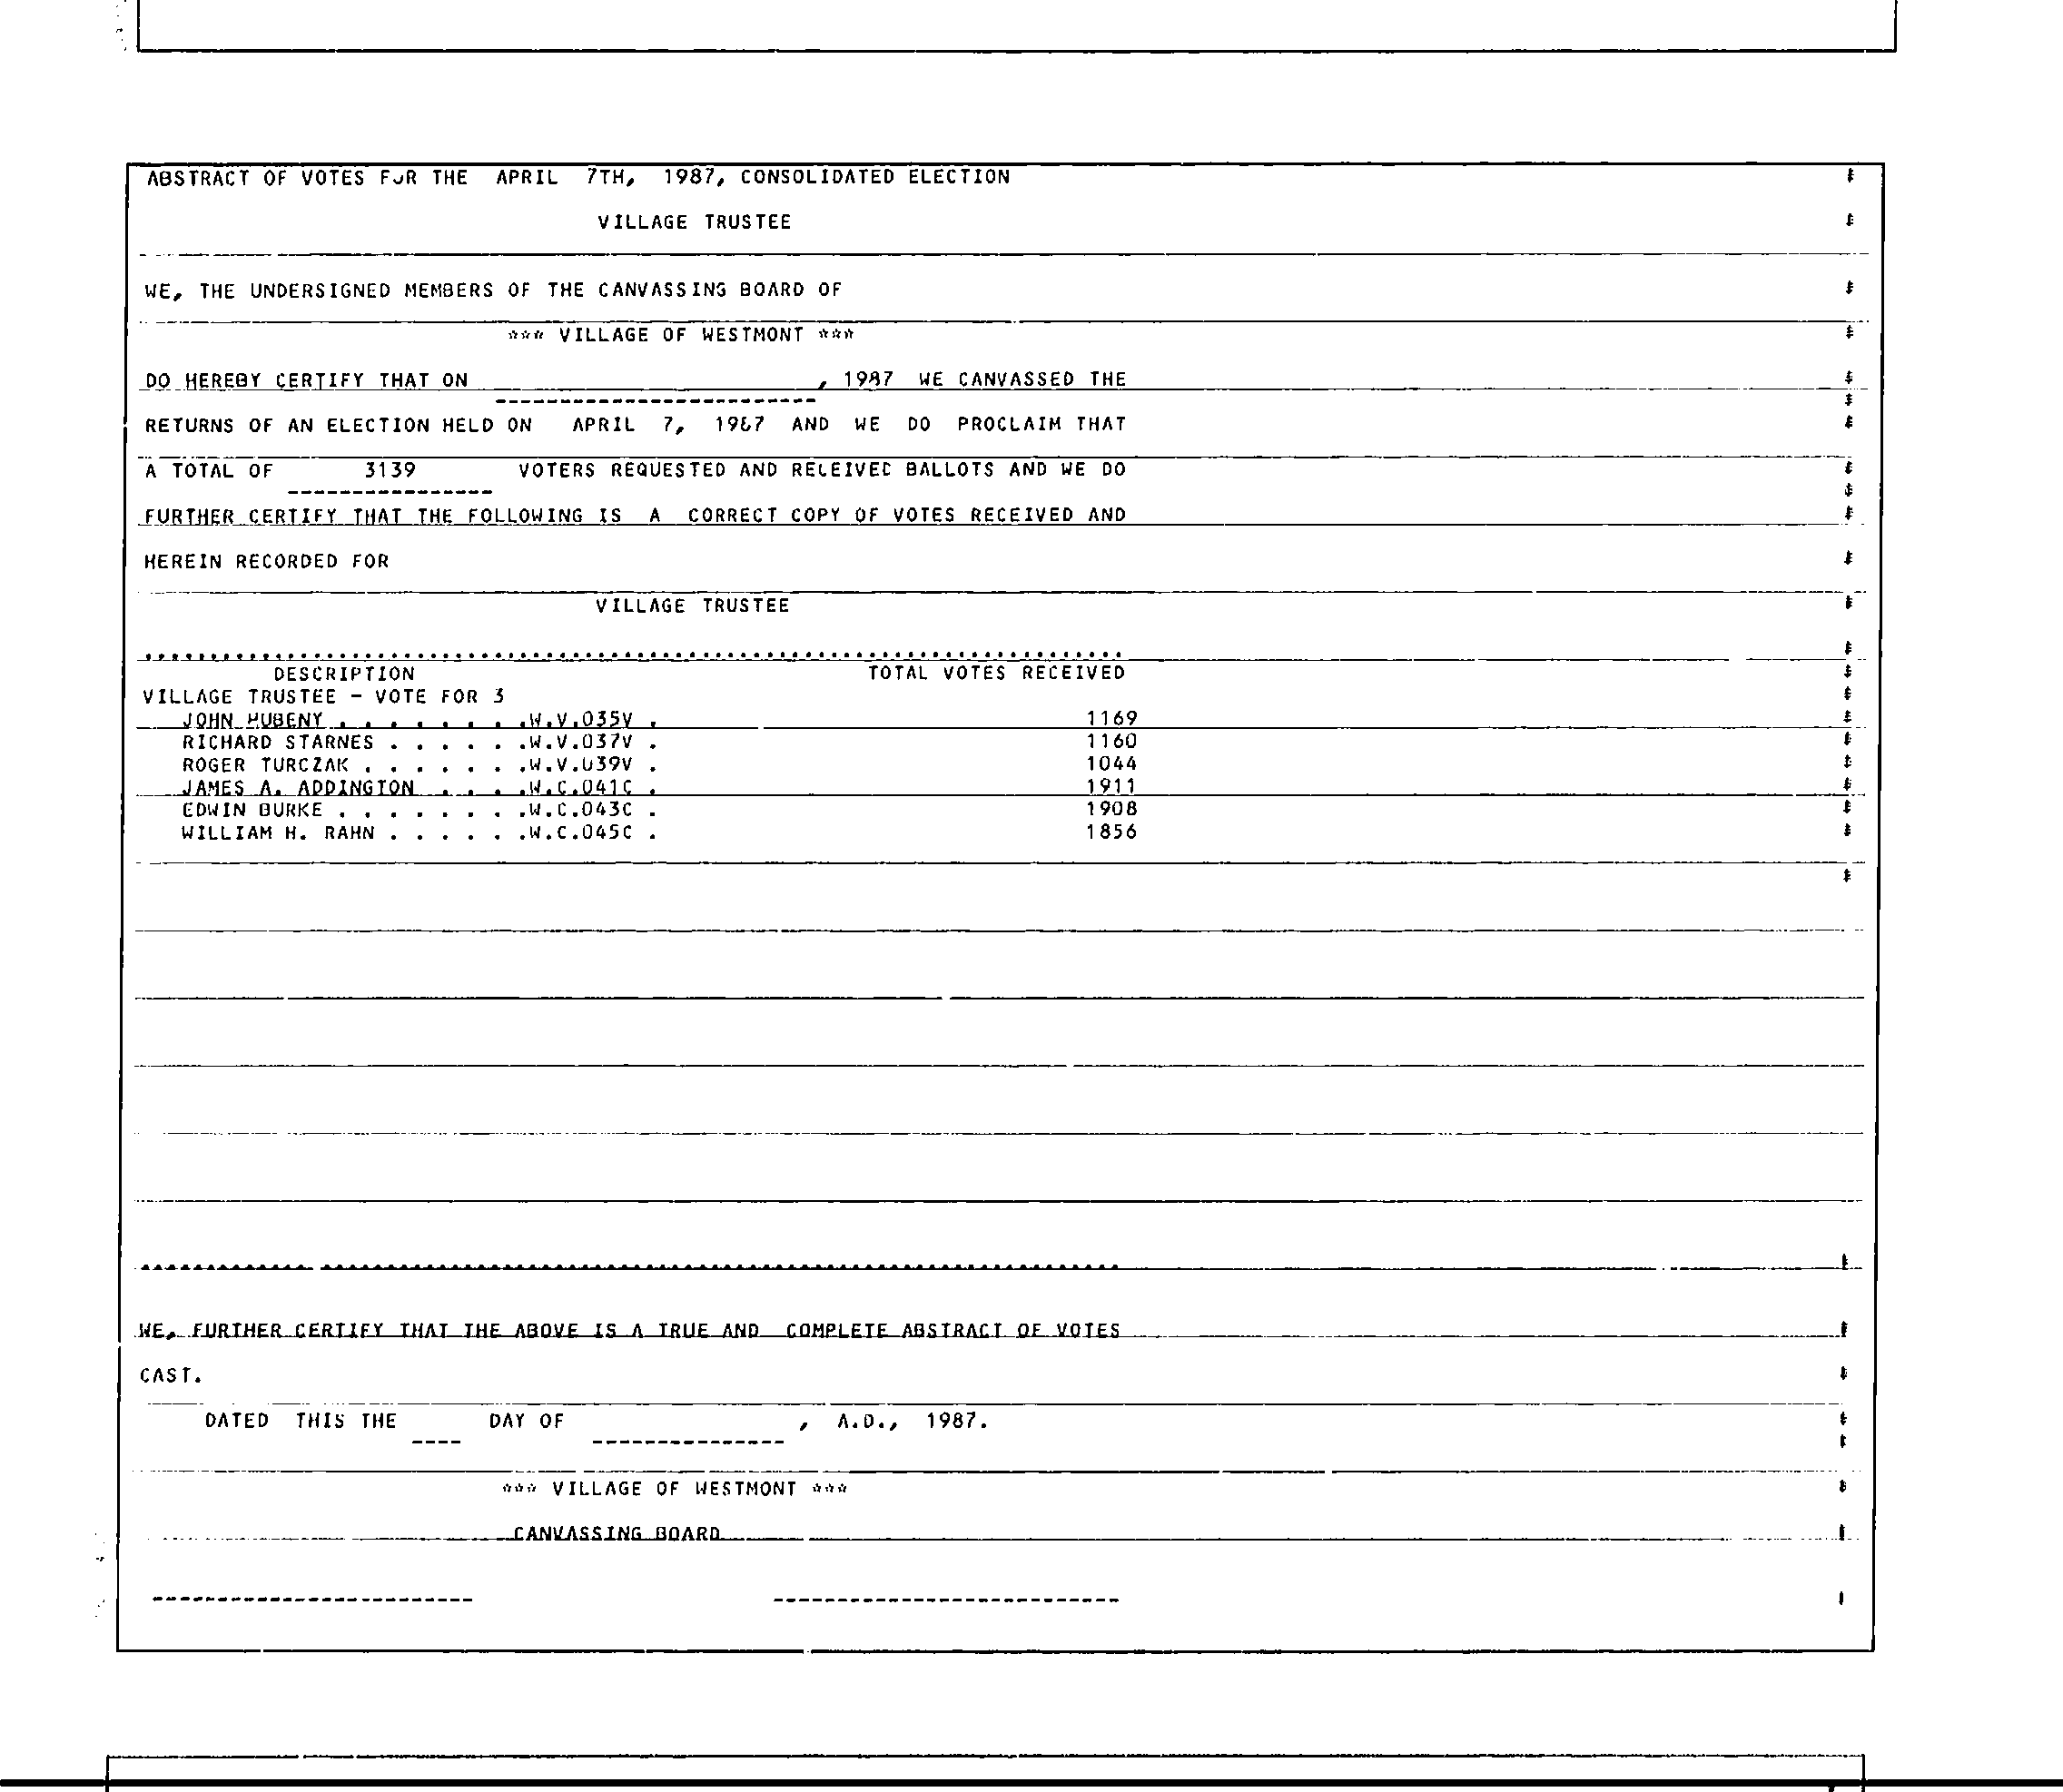 ABSTRACT OF VOTES FOR THE APRIL 7TH, 1987, CONSOLIDATED ELECTION
VILLAGE TRUSTEE
WE, THE UNDERSIGNED MEMBERS OF THE CANVASSING BOARD OF
*** VILLAGE OF WESTMONT ***
DO HEREBY CERTIFY THAT ON , 1987 WE CANVASSED THE
RETURNS OF AN ELECTION HELD ON APRIL 7, 1987 AND WE DO PROCLAIM THAT
A TOTAL OF 3139 VOTERS REQUESTED AND RECEIVED BALLOTS AND WE DO
FURTHER CERTIFY THAT THE FOLLOWING IS A CORRECT COPY OF VOTES RECEIVED AND
HEREIN RECORDED FOR
VILLAGE TRUSTEE
DESCRIPTION TOTAL VOTES RECEIVED
VILLAGE TRUSTEE - VOTE FOR 3
JOHN HUBENY . . . . . . . .W.V.035V . 1169
RICHARD STARNES . . . . . .W.V.037V . 1160
ROGER TURCZAK . . . . . . .W.V.039V . 1044
JAMES A. ADDINGTON . . . .W.C.041C . 1911
EDWIN BURKE . . . . . . . .W.C.043C . 1908
WILLIAM H. RAHN . . . . . .W.C.045C . 1856
WE, FURTHER CERTIFY THAT THE ABOVE IS A TRUE AND COMPLETE ABSTRACT OF VOTES
CAST.
DATED THIS THE ---- DAY OF --------------- , A.D., 1987.
*** VILLAGE OF WESTMONT ***
CANVASSING BOARD